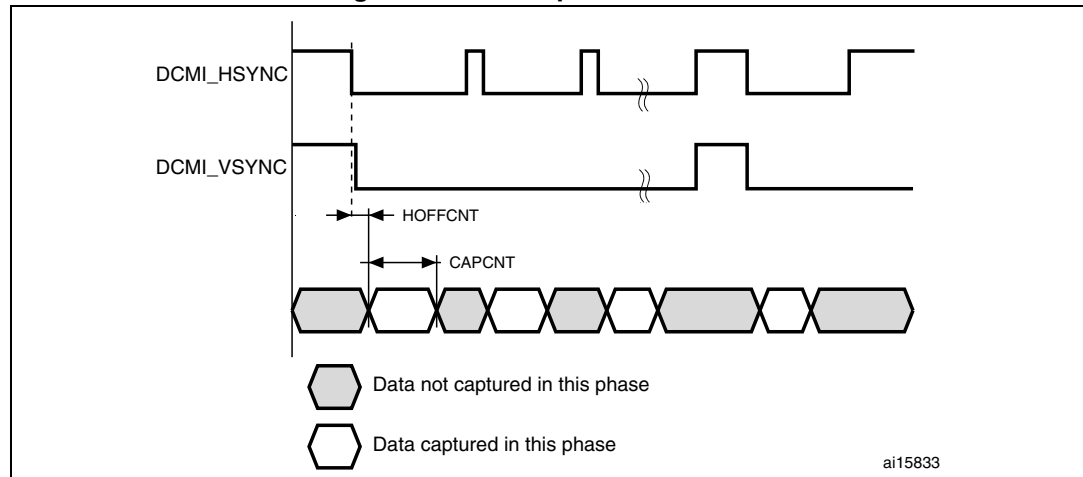 DCMI_HSYNC
DCMI_VSYNC
HOFFCNT
CAPCNT
Data not captured in this phase
Data captured in this phase
ai15833